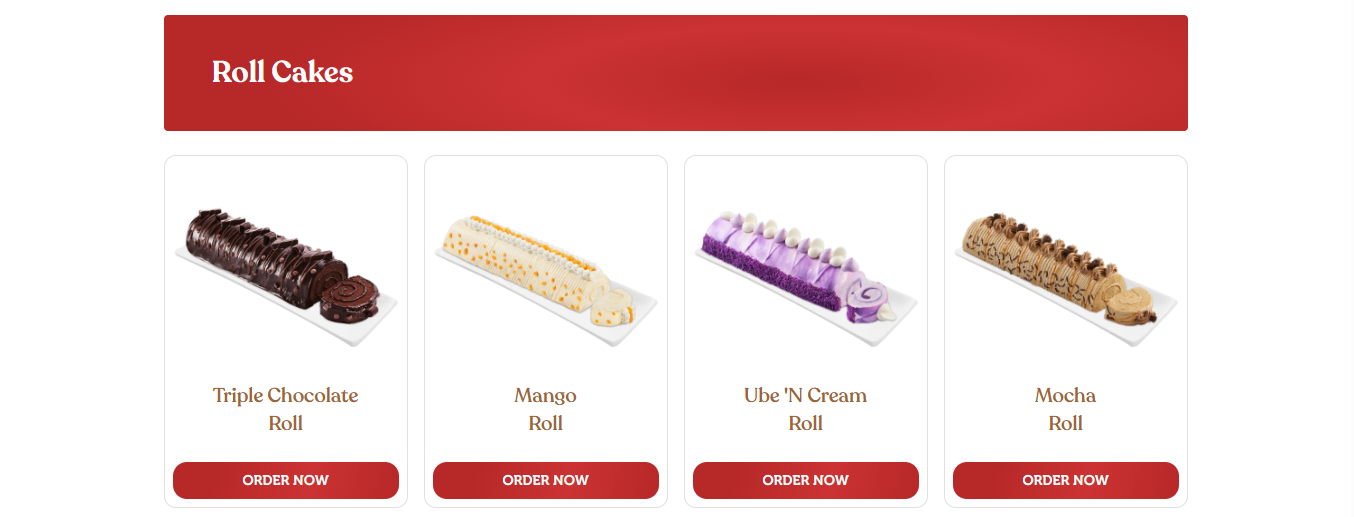 Roll Cakes
Triple Chocolate
Roll
Mango
Roll
Ube 'N Cream
Roll
Mocha
Roll
ORDER NOW
ORDER NOW
ORDER NOW
ORDER NOW